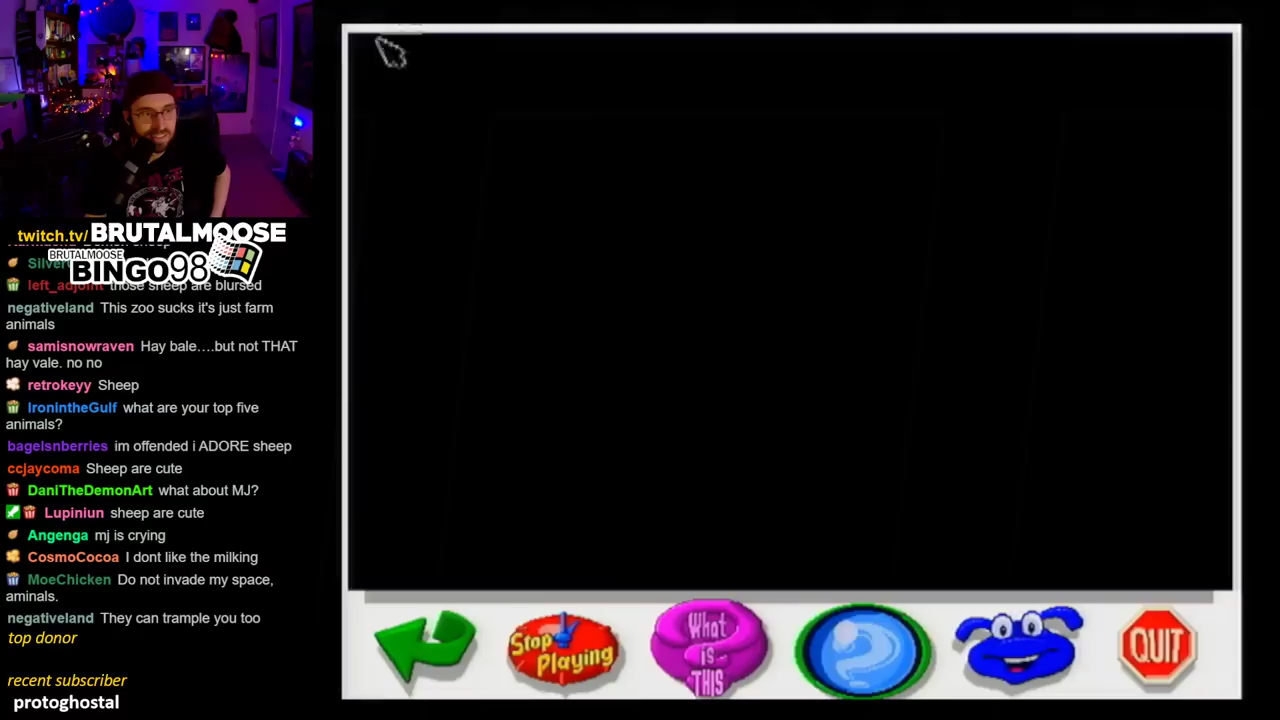 twitch.tv/BRUTALMOOSE
BRUTALMOOSE
BINGO98
left_adjoint those sheep are blursed
negativeland This zoo sucks it's just farm
animals
samisnowraven Hay bale….but not THAT
hay vale. no no
retrokeyy Sheep
IronintheGulf what are your top five
animals?
bagelsnberries im offended i ADORE sheep
ccjaycoma Sheep are cute
DaniTheDemonArt what about MJ?
Lupiniun sheep are cute
Angenga mj is crying
CosmoCocoa I dont like the milking
MoeChicken Do not invade my space,
aminals.
negativeland They can trample you too
top donor
recent subscriber
protoghostal
Stop
Playing
What
is
THIS
?
QUIT